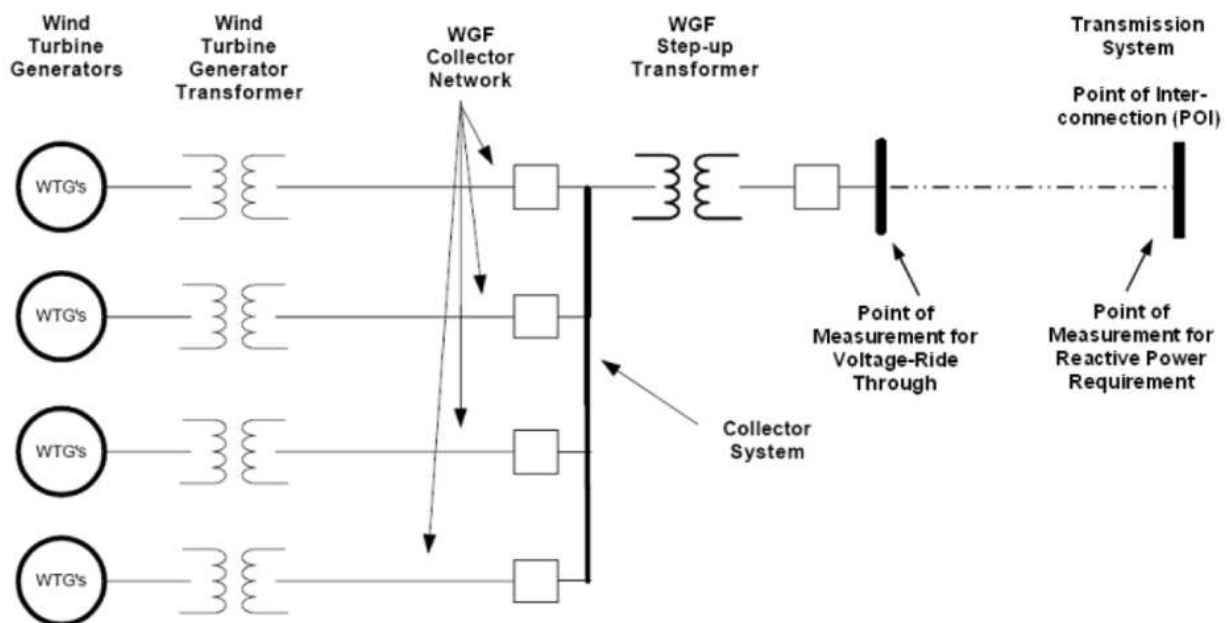 Wind
Turbine
Generators
Wind
Turbine
Generator
Transformer
WGF
Collector
Network
WGF
Step-up
Transformer
Transmission
System
Point of Inter-
connection (POI)
WTG's
WTG's
WTG's
WTG's
Point of
Measurement for
Voltage-Ride
Through
Point of
Measurement for
Reactive Power
Requirement
Collector
System